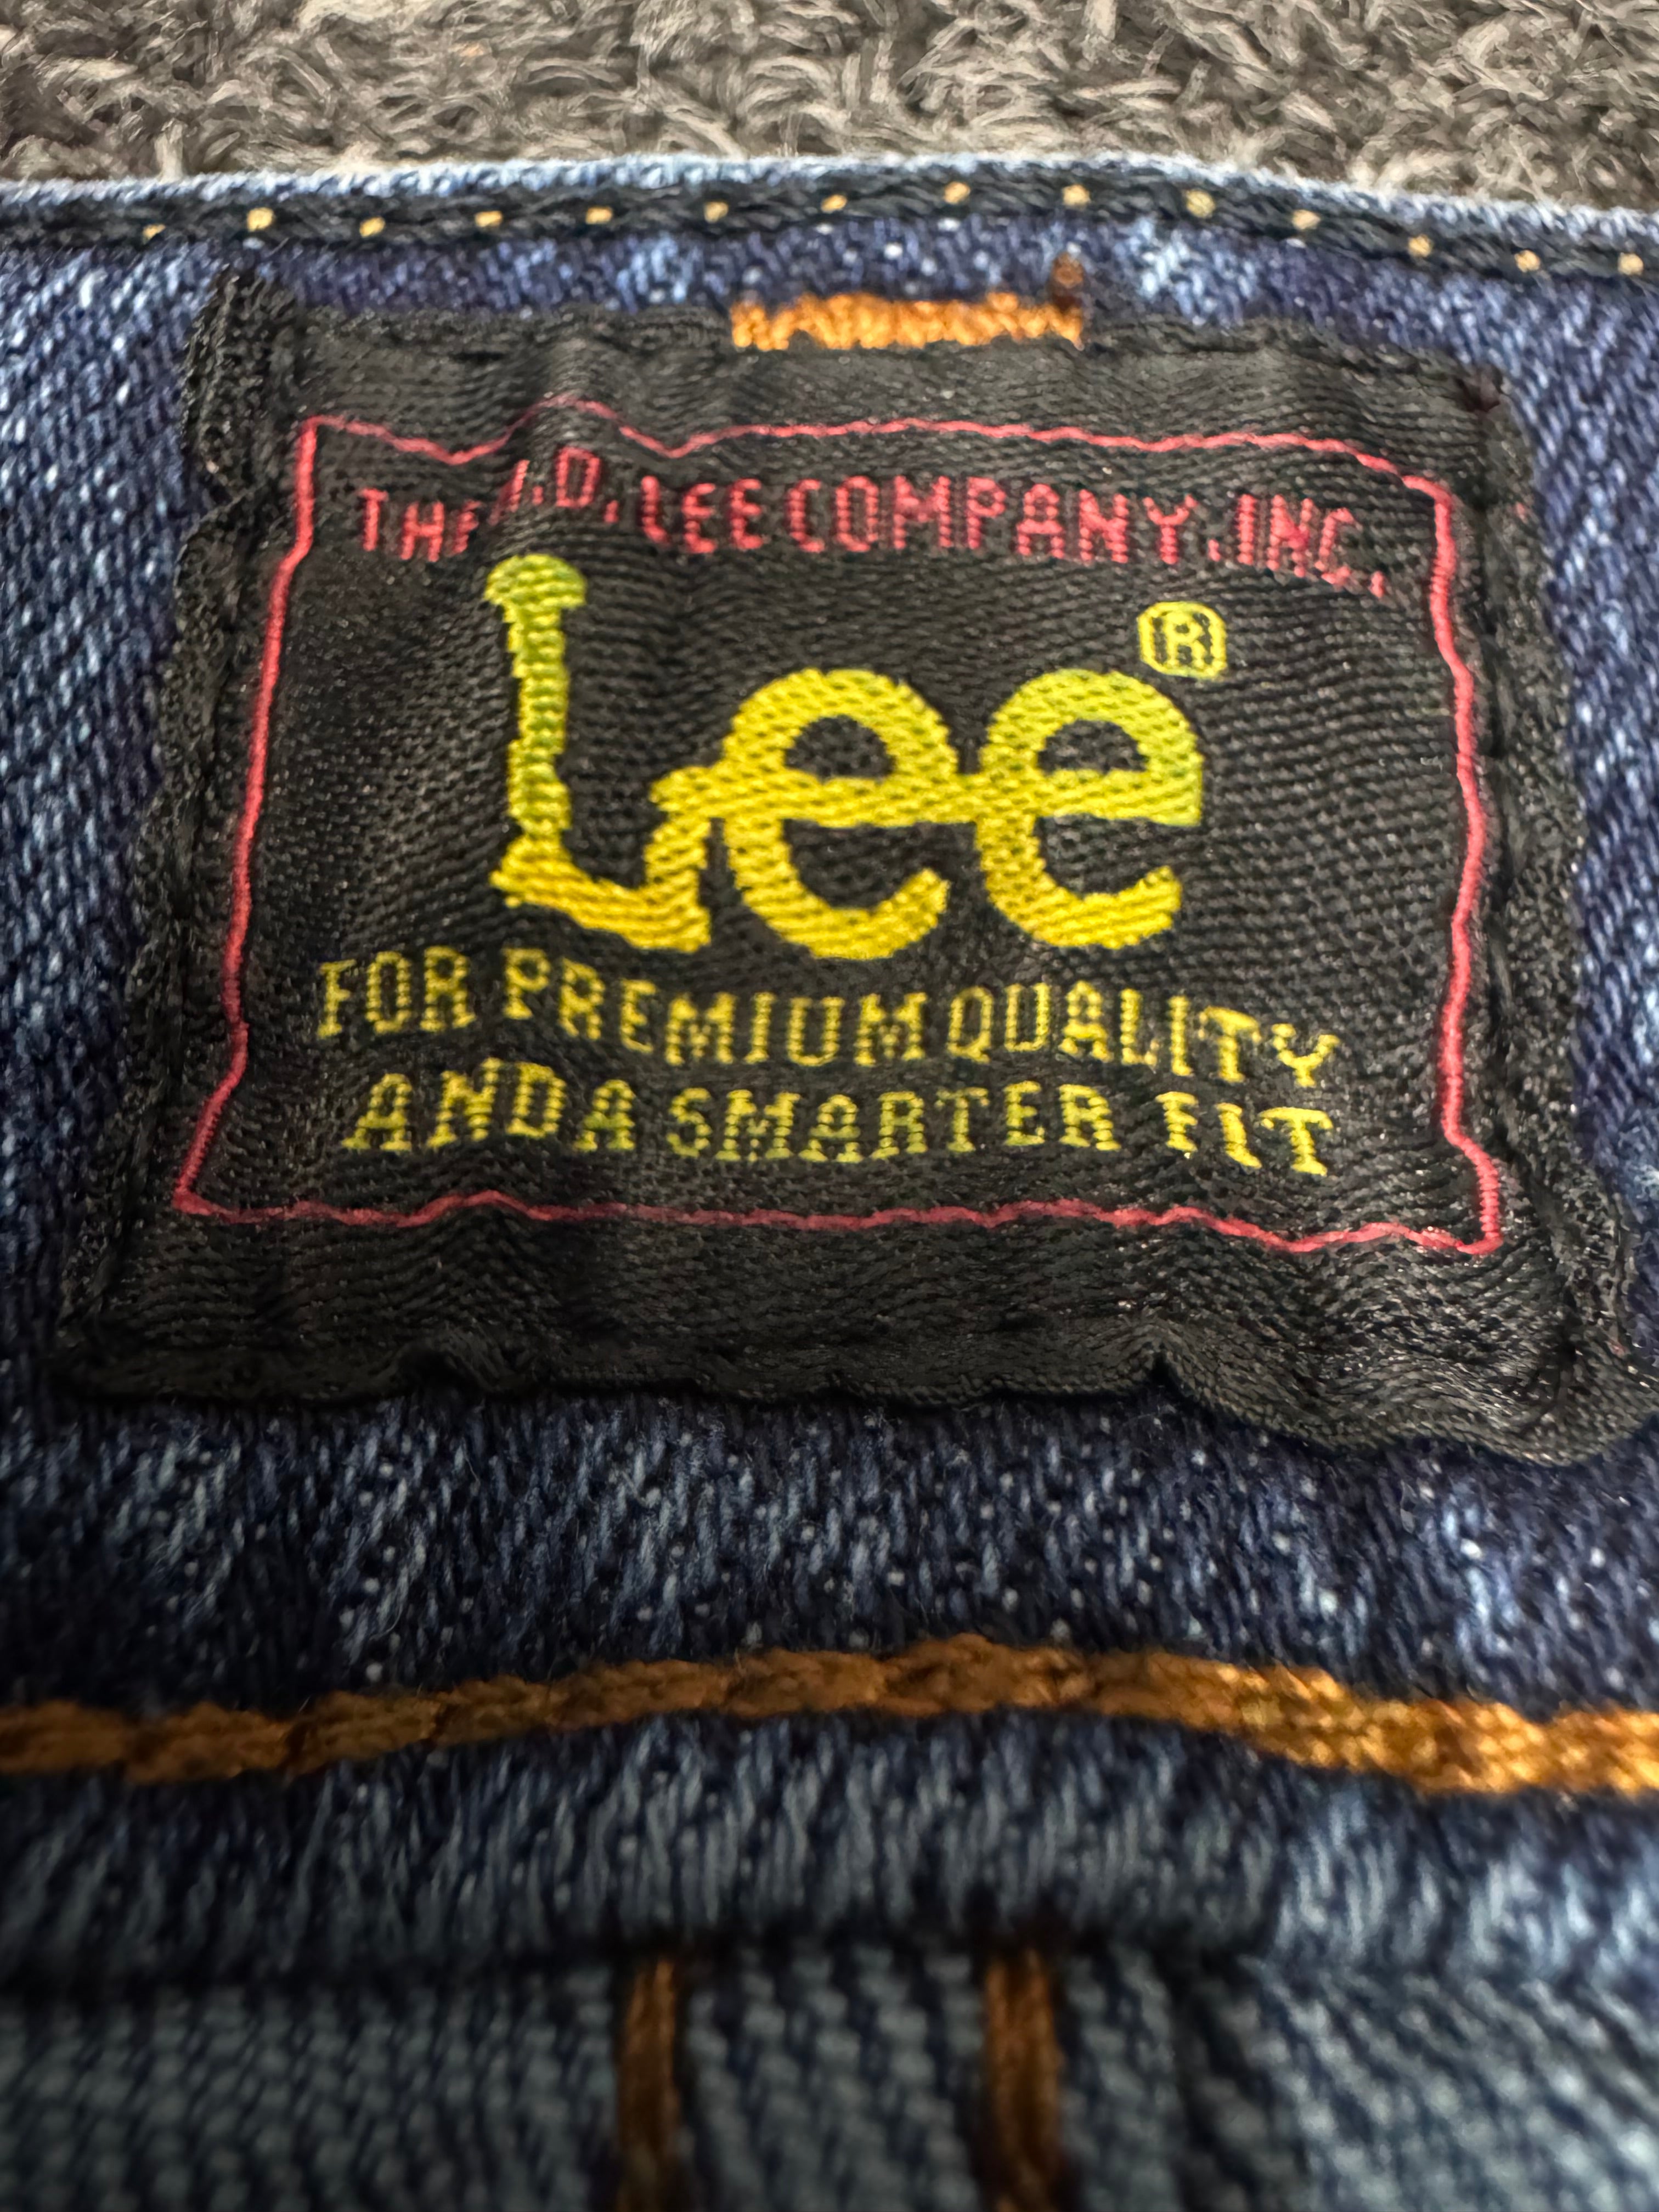 THE J.D. LEE COMPANY, INC.
Lee®
FOR PREMIUM QUALITY
AND A SMARTER FIT